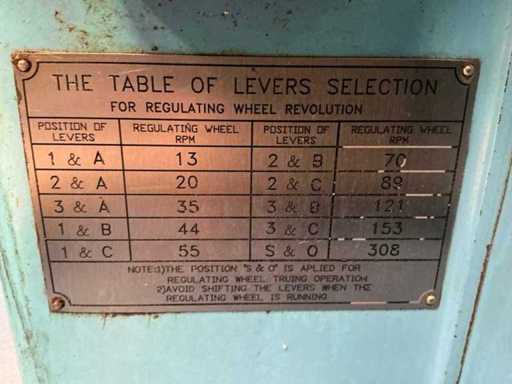 THE TABLE OF LEVERS SELECTION
FOR REGULATING WHEEL REVOLUTION
POSITION OF LEVERS REGULATING WHEEL RPM POSITION OF LEVERS REGULATING WHEEL RPM
1 & A 13 2 & B 70
2 & A 20 2 & C 89
3 & A 35 3 & B 121
1 & B 44 3 & C 153
1 & C 55 S & O 308
NOTE:1)THE POSITION "S & O" IS APLIED FOR
REGULATING WHEEL TRUING OPERATION
2)AVOID SHIFTING THE LEVERS WHEN THE
REGULATING WHEEL IS RUNNING